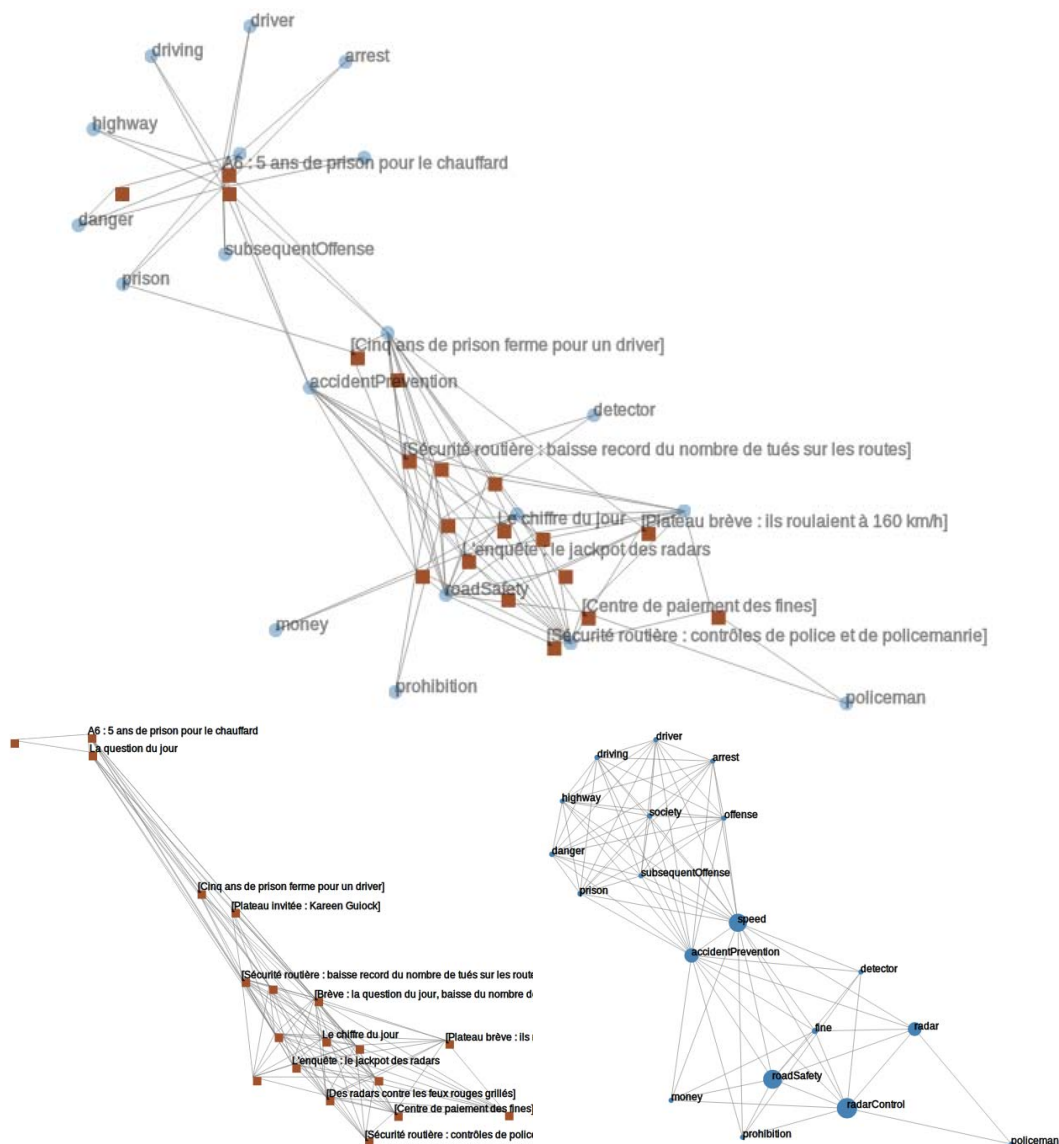 driver
driving
arrest
highway
A6 : 5 ans de prison pour le chauffard
danger
subsequentOffense
prison
[Cinq ans de prison ferme pour un driver]
accidentPrevention
detector
[Sécurité routière : baisse record du nombre de tués sur les routes]
Le chiffre du jour
[Plateau brève : ils roulaient à 160 km/h]
L'enquête : le jackpot des radars
roadSafety
[Centre de paiement des fines]
money
[Sécurité routière : contrôles de police et de policemanrie]
prohibition
policeman
A6 : 5 ans de prison pour le chauffard
La question du jour
[Cinq ans de prison ferme pour un driver]
[Plateau invitée : Kareen Guiock]
[Sécurité routière : baisse record du nombre de tués sur les route
[Brève : la question du jour, baisse du nombre d
Le chiffre du jour
[Plateau brève : ils
L'enquête : le jackpot des radars
[Des radars contre les feux rouges grillés]
[Centre de paiement des fines]
[Sécurité routière : contrôles de polic
driver
driving
arrest
highway
society
offense
danger
subsequentOffense
prison
speed
accidentPrevention
detector
fine
radar
roadSafety
money
radarControl
prohibition
policeman